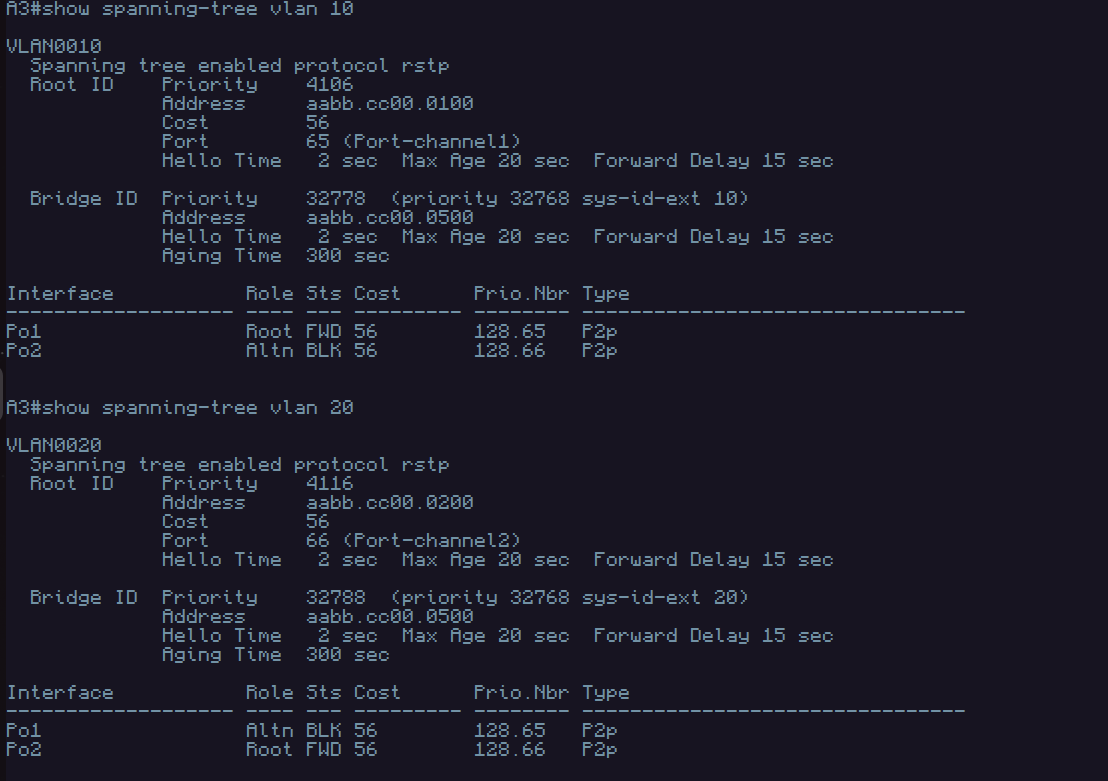 A3#show spanning-tree vlan 10

VLAN0010
  Spanning tree enabled protocol rstp
  Root ID    Priority    4106
             Address     aabb.cc00.0100
             Cost        56
             Port        65 (Port-channel1)
             Hello Time   2 sec  Max Age 20 sec  Forward Delay 15 sec

  Bridge ID  Priority    32778  (priority 32768 sys-id-ext 10)
             Address     aabb.cc00.0500
             Hello Time   2 sec  Max Age 20 sec  Forward Delay 15 sec
             Aging Time  300 sec

Interface           Role Sts Cost      Prio.Nbr Type
------------------- ---- --- --------- -------- --------------------------------
Po1                 Root FWD 56        128.65   P2p
Po2                 Altn BLK 56        128.66   P2p


A3#show spanning-tree vlan 20

VLAN0020
  Spanning tree enabled protocol rstp
  Root ID    Priority    4116
             Address     aabb.cc00.0200
             Cost        56
             Port        66 (Port-channel2)
             Hello Time   2 sec  Max Age 20 sec  Forward Delay 15 sec

  Bridge ID  Priority    32788  (priority 32768 sys-id-ext 20)
             Address     aabb.cc00.0500
             Hello Time   2 sec  Max Age 20 sec  Forward Delay 15 sec
             Aging Time  300 sec

Interface           Role Sts Cost      Prio.Nbr Type
------------------- ---- --- --------- -------- --------------------------------
Po1                 Altn BLK 56        128.65   P2p
Po2                 Root FWD 56        128.66   P2p